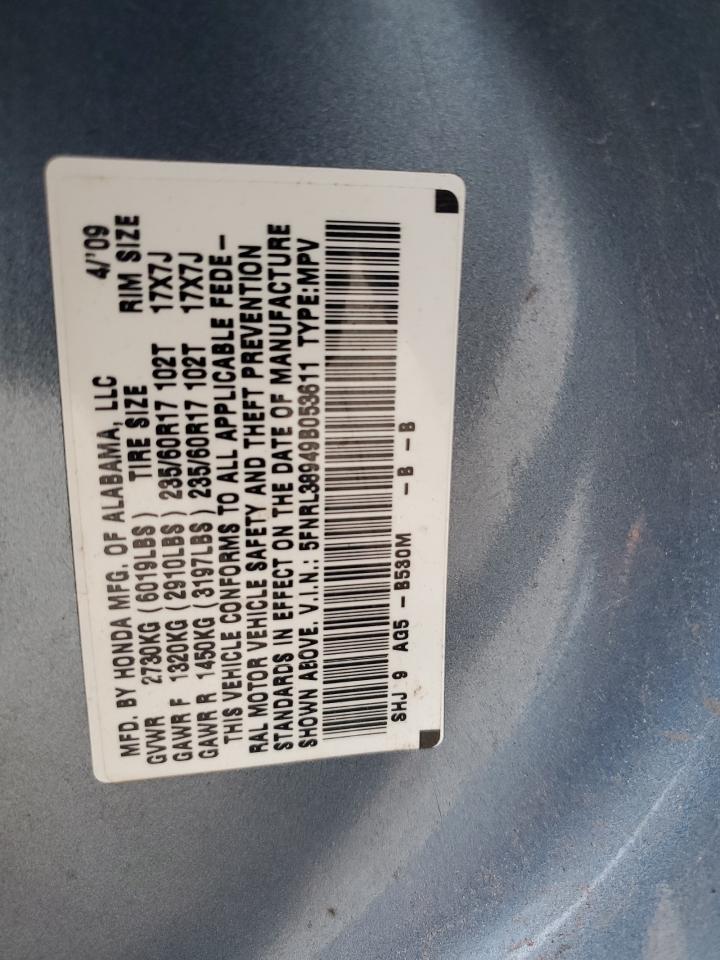 MFD. BY HONDA MFG. OF ALABAMA, LLC 4/'09
GVWR 2730KG (6019LBS) TIRE SIZE RIM SIZE
GAWR F 1320KG (2910LBS) 235/60R17 102T 17X7J
GAWR R 1450KG (3197LBS) 235/60R17 102T 17X7J
THIS VEHICLE CONFORMS TO ALL APPLICABLE FEDE-
RAL MOTOR VEHICLE SAFETY AND THEFT PREVENTION
STANDARDS IN EFFECT ON THE DATE OF MANUFACTURE
SHOWN ABOVE. V.I.N.: 5FNRL38949B053611 TYPE:MPV
SHJ 9 AG5 - B530M - B - B